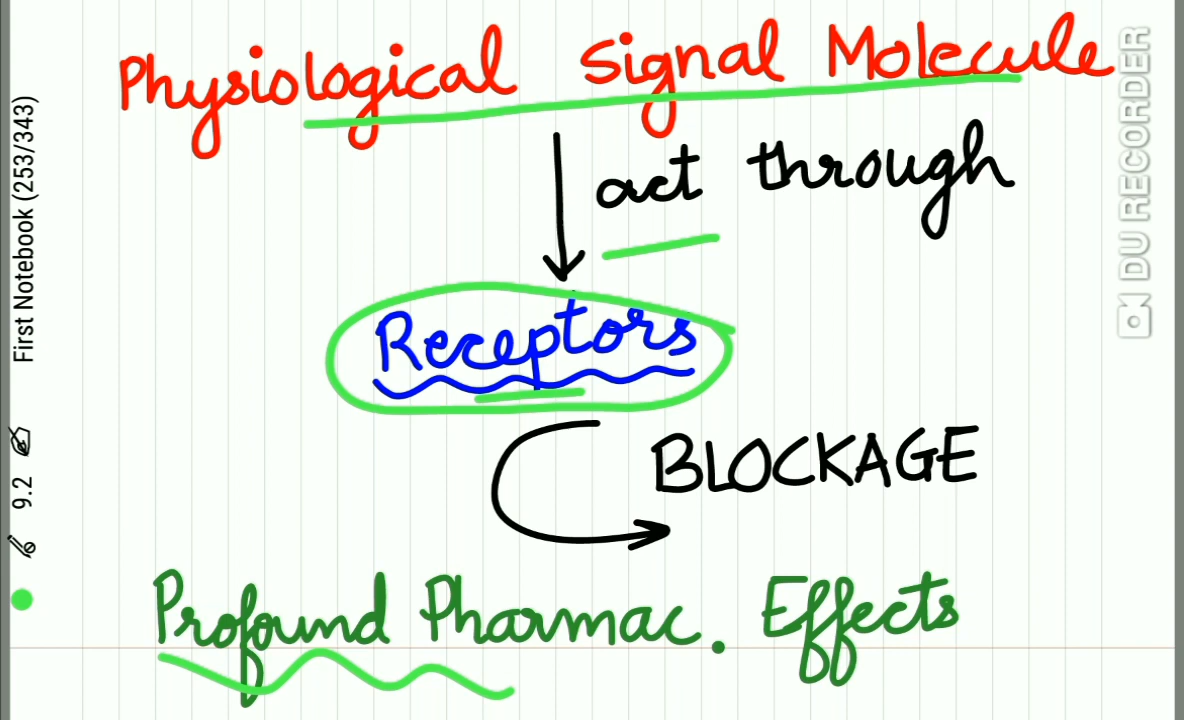 Physiological Signal Molecule
act through
Receptors
BLOCKAGE
Profound Pharmac. Effects
First Notebook (253/343)
9.2
DU RECORDER